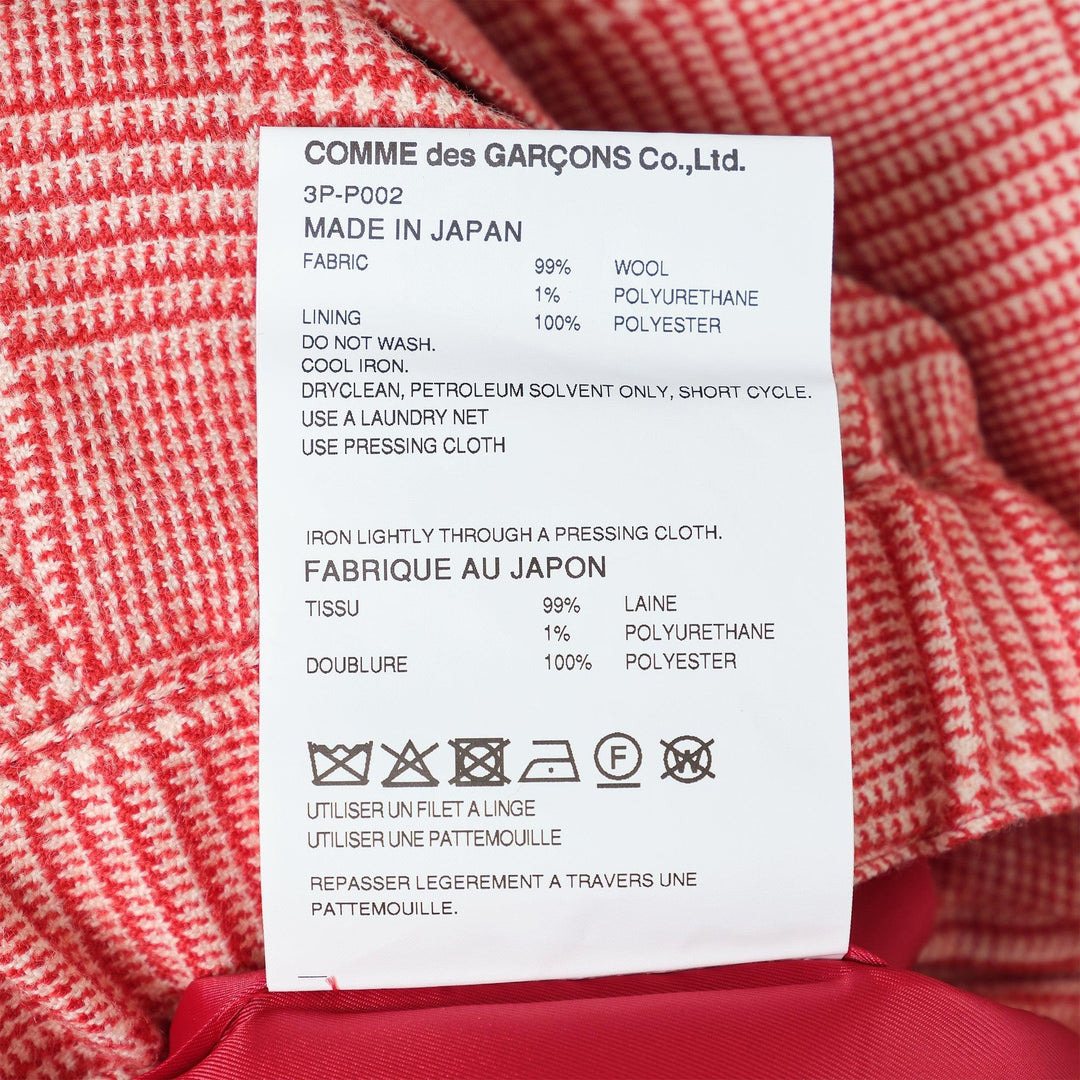 COMME des GARÇONS Co.,Ltd.
3P-P002
MADE IN JAPAN
FABRIC 99% WOOL
1% POLYURETHANE
LINING 100% POLYESTER
DO NOT WASH.
COOL IRON.
DRYCLEAN, PETROLEUM SOLVENT ONLY, SHORT CYCLE.
USE A LAUNDRY NET
USE PRESSING CLOTH
IRON LIGHTLY THROUGH A PRESSING CLOTH.
FABRIQUE AU JAPON
TISSU 99% LAINE
1% POLYURETHANE
DOUBLURE 100% POLYESTER
F W
UTILISER UN FILET A LINGE
UTILISER UNE PATTEMOUILLE
REPASSER LEGEREMENT A TRAVERS UNE
PATTEMOUILLE.